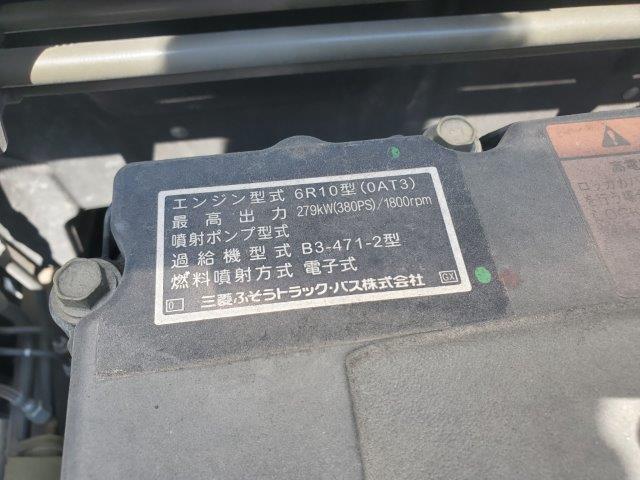 エンジン型式 6R10型(0AT3)
最高出力 279kW(380PS)/1800rpm
噴射ポンプ型式
過給機型式 B3-471-2型
燃料噴射方式 電子式
0 三菱ふそうトラック・バス株式会社 GX